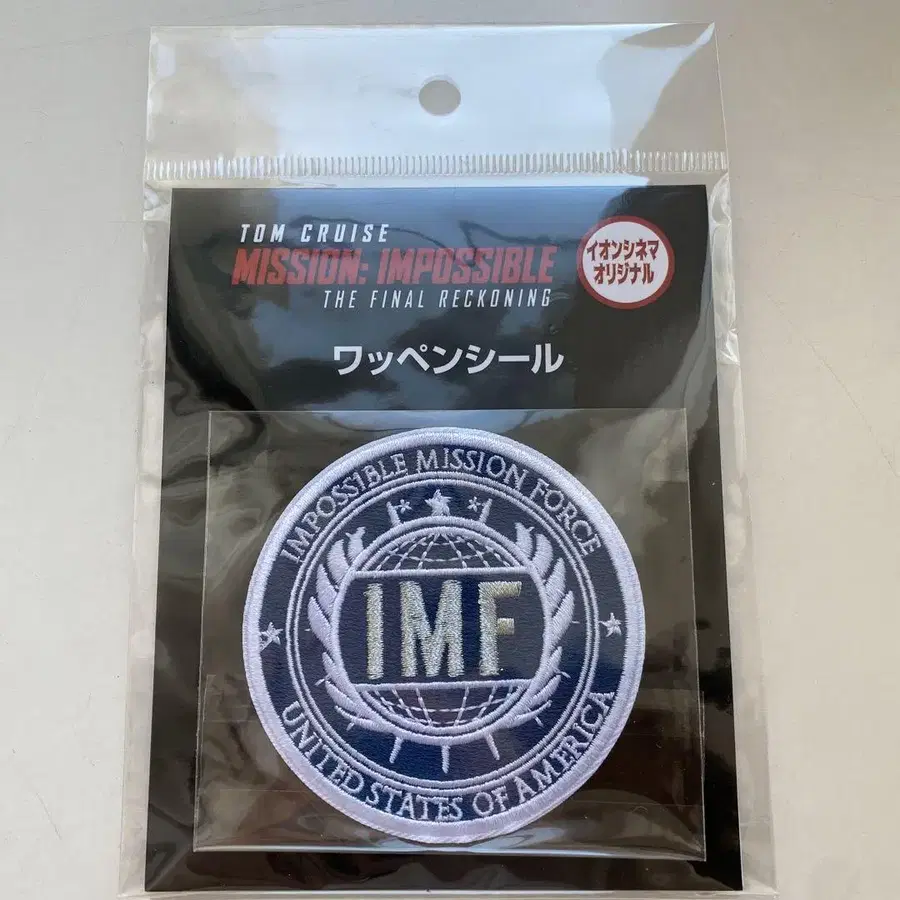 TOM CRUISE
MISSION: IMPOSSIBLE
THE FINAL RECKONING
イオンシネマ
オリジナル
ワッペンシール
IMPOSSIBLE MISSION FORCE
IMF
UNITED STATES OF AMERICA